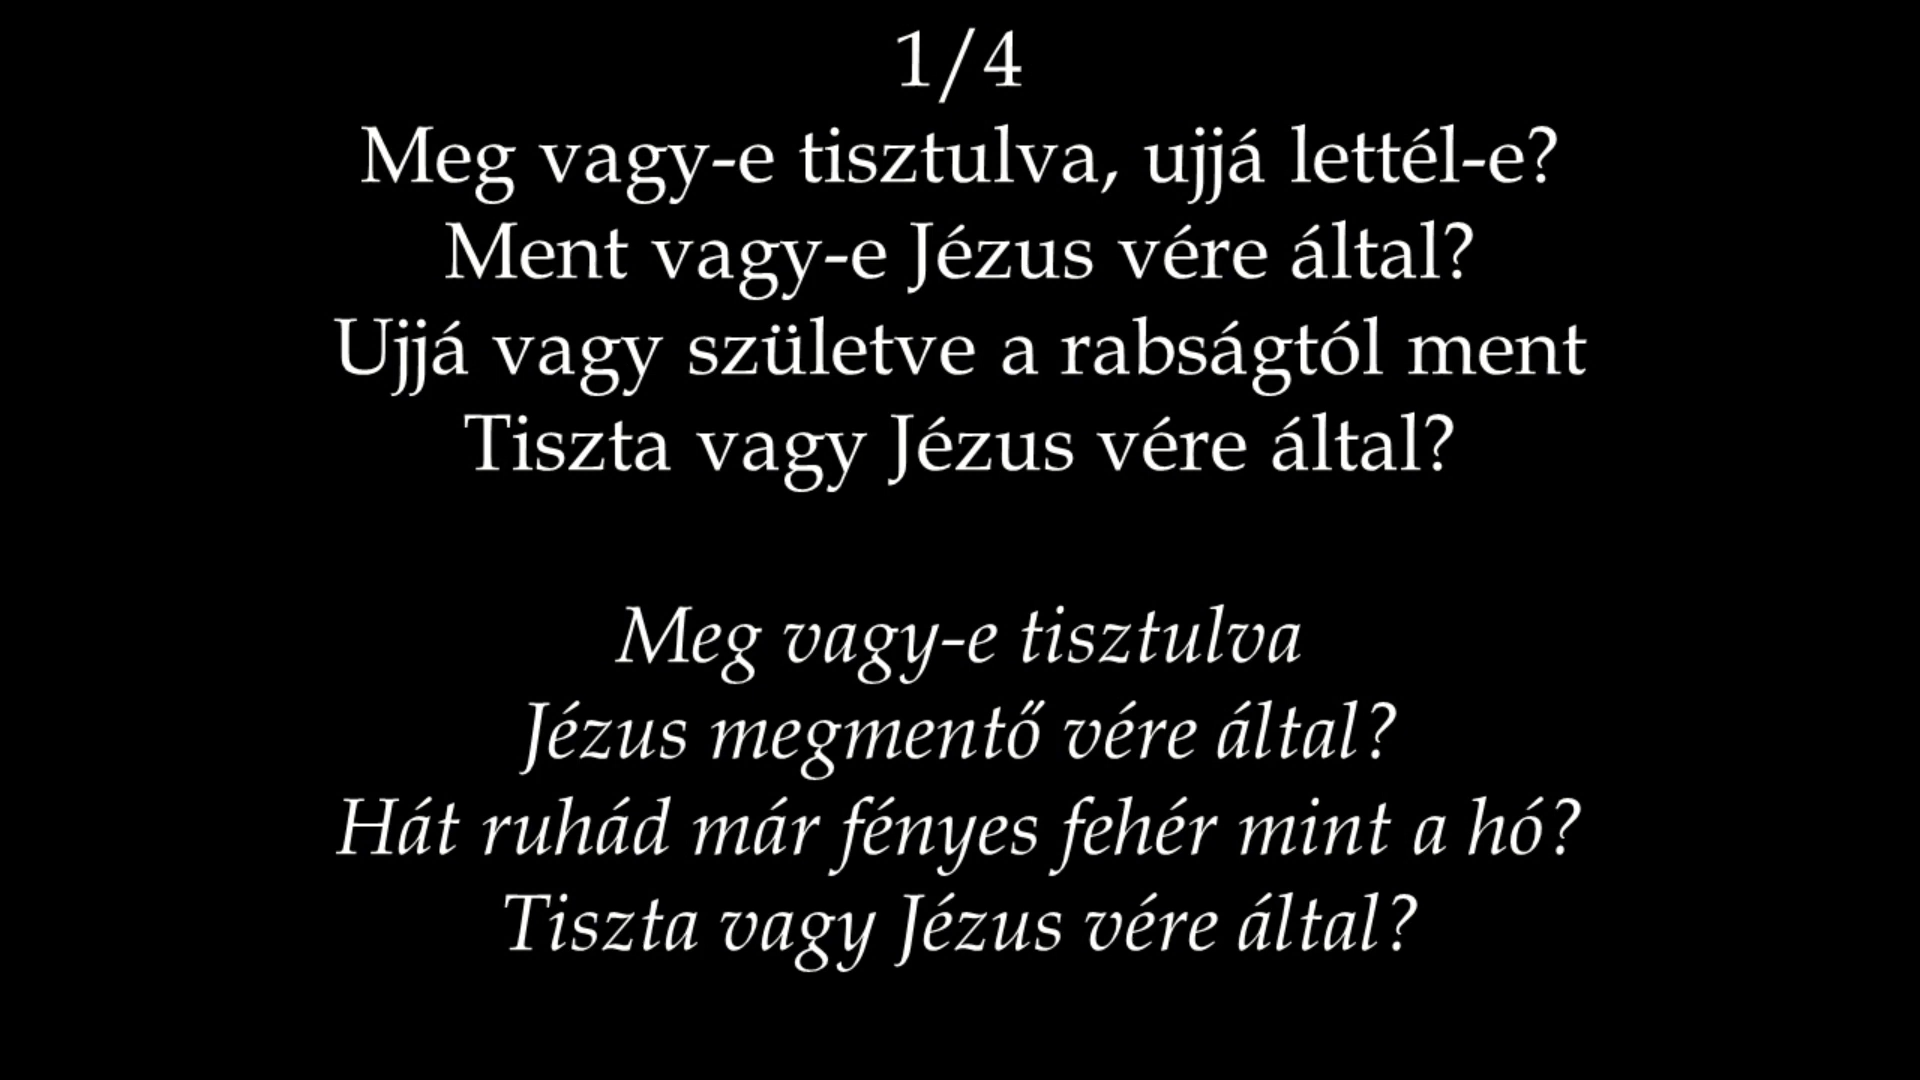 1/4
Meg vagy-e tisztulva, ujjá lettél-e?
Ment vagy-e Jézus vére által?
Ujjá vagy születve a rabságtól ment
Tiszta vagy Jézus vére által?
Meg vagy-e tisztulva
Jézus megmentő vére által?
Hát ruhád már fényes fehér mint a hó?
Tiszta vagy Jézus vére által?